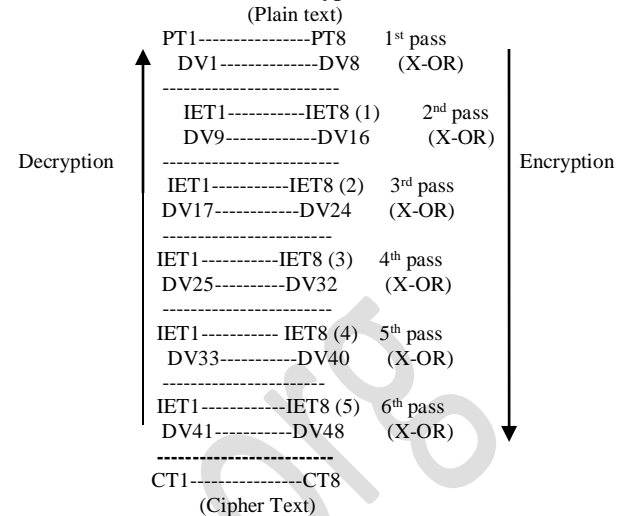 (Plain text)
PT1----------------PT8 1st pass
DV1--------------DV8 (X-OR)
-------------------------
IET1-----------IET8 (1) 2nd pass
DV9-------------DV16 (X-OR)
-------------------------
Decryption
Encryption
IET1-----------IET8 (2) 3rd pass
DV17------------DV24 (X-OR)
------------------------
IET1-----------IET8 (3) 4th pass
DV25----------DV32 (X-OR)
------------------------
IET1----------- IET8 (4) 5th pass
DV33-----------DV40 (X-OR)
-----------------------
IET1------------IET8 (5) 6th pass
DV41-----------DV48 (X-OR)
-------------------------
CT1----------------CT8
(Cipher Text)
org